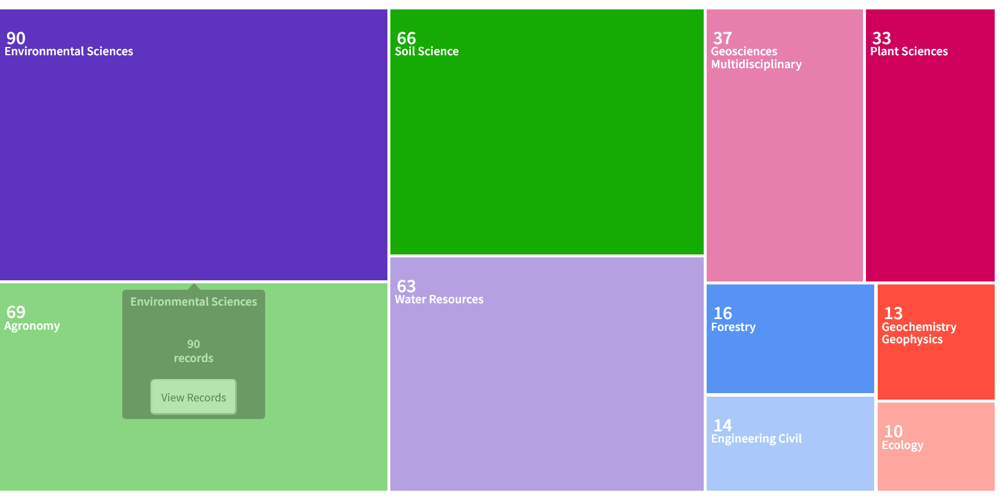 90
Environmental Sciences
66
Soil Science
37
Geosciences
Multidisciplinary
33
Plant Sciences
69
Agronomy
Environmental Sciences
90
records
View Records
63
Water Resources
16
Forestry
13
Geochemistry
Geophysics
14
Engineering Civil
10
Ecology